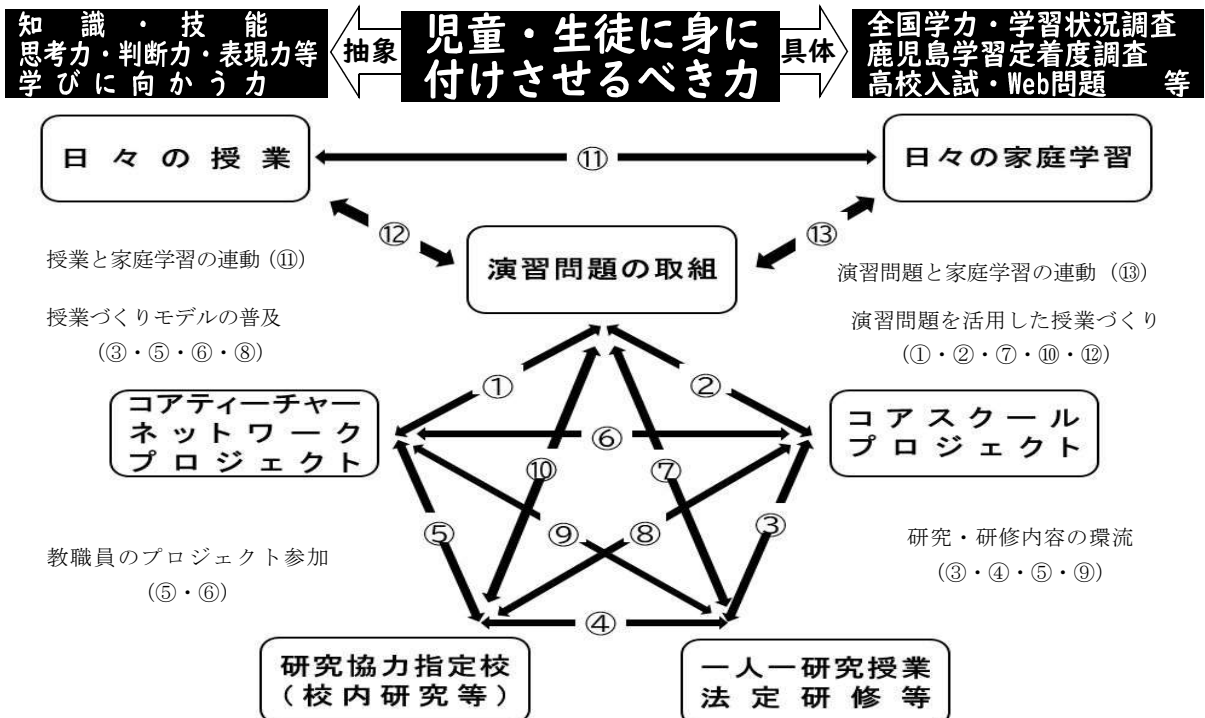 知識・技能
思考力・判断力・表現力等
学びに向かう力
抽象
児童・生徒に身に
付けさせるべき力
具体
全国学力・学習状況調査
鹿児島学習定着度調査
高校入試・Web問題　等
日々の授業
⑪
日々の家庭学習
⑫
⑬
授業と家庭学習の連動（⑪）
演習問題の取組
演習問題と家庭学習の連動（⑬）
授業づくりモデルの普及
（③・⑤・⑥・⑧）
演習問題を活用した授業づくり
（①・②・⑦・⑩・⑫）
①
②
コアティーチャー
ネットワーク
プロジェクト
⑥
コアスクール
プロジェクト
⑩
⑦
⑤
⑨
⑧
③
教職員のプロジェクト参加
（⑤・⑥）
研究・研修内容の環流
（③・④・⑤・⑨）
④
研究協力指定校
（校内研究等）
一人一研究授業
法定研修等